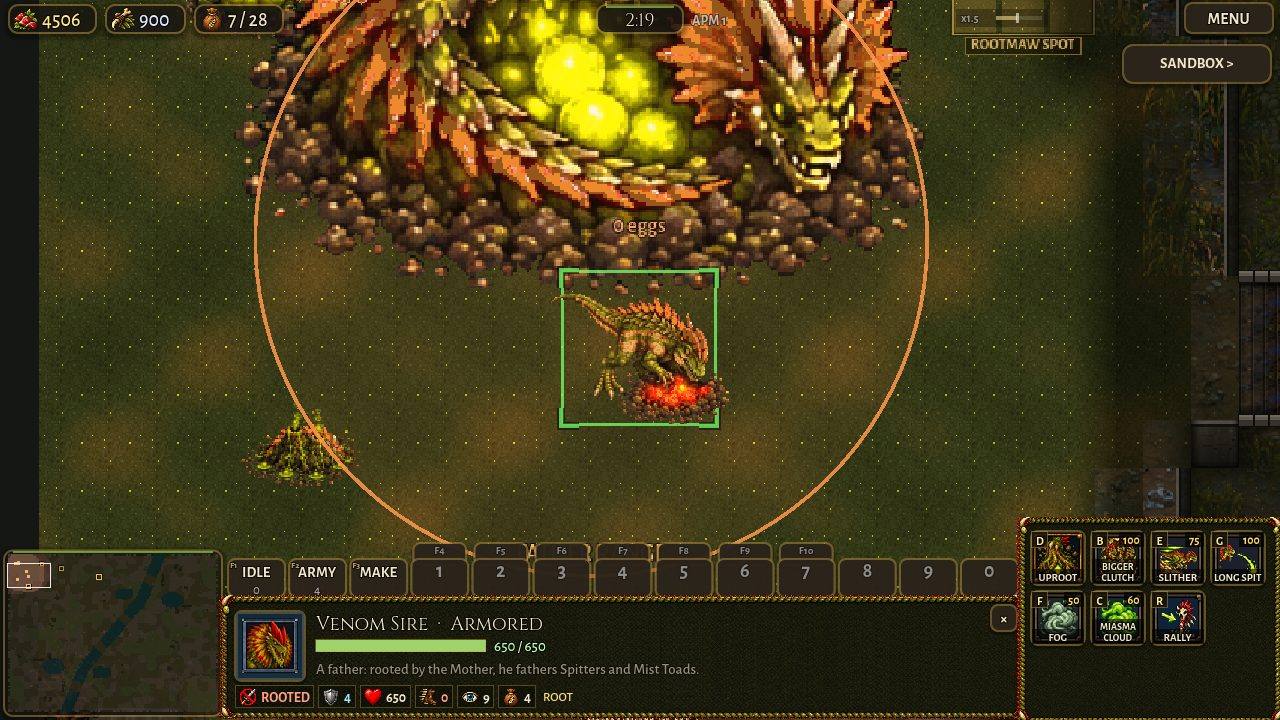 4506
900
7 / 28
2:19
APM 1
x1.5
ROOTMAW SPOT
MENU
SANDBOX >
0 eggs
F1 IDLE 0
F2 ARMY 4
MAKE
F4 1
F5 2
F6 3
F7 4
F8 5
F9 6
F10 7
8
9
0
VENOM SIRE · ARMORED
650 / 650
A father: rooted by the Mother, he fathers Spitters and Mist Toads.
ROOTED
4
650
0
9
4
ROOT
×
D UPROOT
B 100 BIGGER CLUTCH
E 75 SLITHER
G 100 LONG SPIT
F 50 FOG
C 60 MIASMA CLOUD
R RALLY